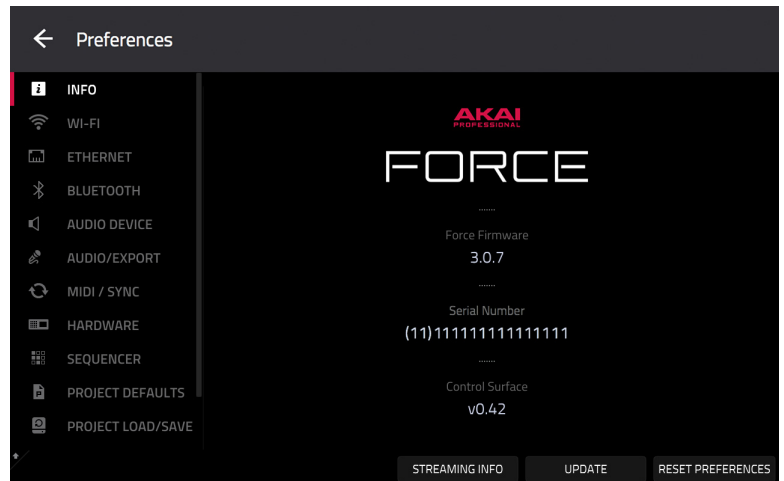 Preferences
INFO
WI-FI
ETHERNET
BLUETOOTH
AUDIO DEVICE
AUDIO/EXPORT
MIDI / SYNC
HARDWARE
SEQUENCER
PROJECT DEFAULTS
PROJECT LOAD/SAVE
AKAI
PROFESSIONAL
FORCE
.......
Force Firmware
3.0.7
.......
Serial Number
(11)111111111111111
.......
Control Surface
v0.42
STREAMING INFO
UPDATE
RESET PREFERENCES